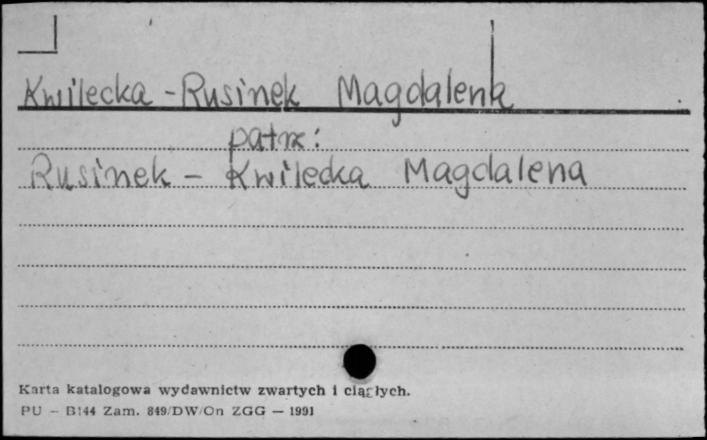 Kwilecka - Rusinek Magdalena
patrz:
Rusinek - Kwilecka Magdalena
Karta katalogowa wydawnictw zwartych i ciągłych.
PU - B144 Zam. 849/DW/On ZGG — 1991